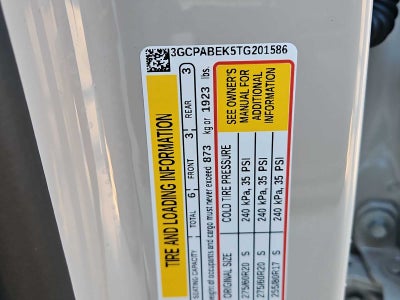 3GCPABEK5TG201586
TIRE AND LOADING INFORMATION
SEATING CAPACITY TOTAL 6 FRONT 3 REAR 3
weight of occupants and cargo must never exceed 873 kg or 1923 lbs.
ORIGINAL SIZE COLD TIRE PRESSURE
SEE OWNER'S
MANUAL FOR
ADDITIONAL
INFORMATION
275/60R20 S 240 kPa, 35 PSI
275/60R20 S 240 kPa, 35 PSI
255/80R17 S 240 kPa, 35 PSI